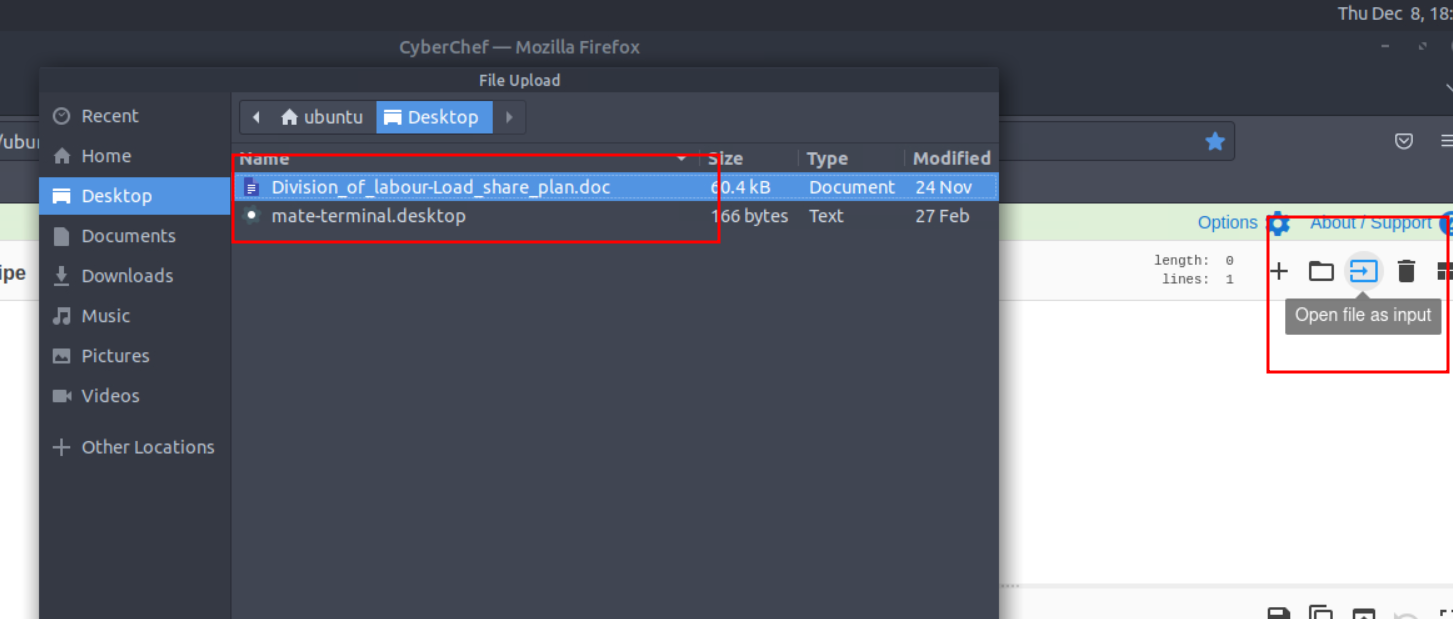 Thu Dec 8, 18:
CyberChef — Mozilla Firefox
File Upload
Recent
ubuntu
Desktop
/ubu
Home
Name Size Type Modified
Desktop
Division_of_labour-Load_share_plan.doc 60.4 kB Document 24 Nov
mate-terminal.desktop 166 bytes Text 27 Feb
Options About / Support
Documents
ipe
length: 0
lines: 1
Downloads
Open file as input
Music
Pictures
Videos
Other Locations